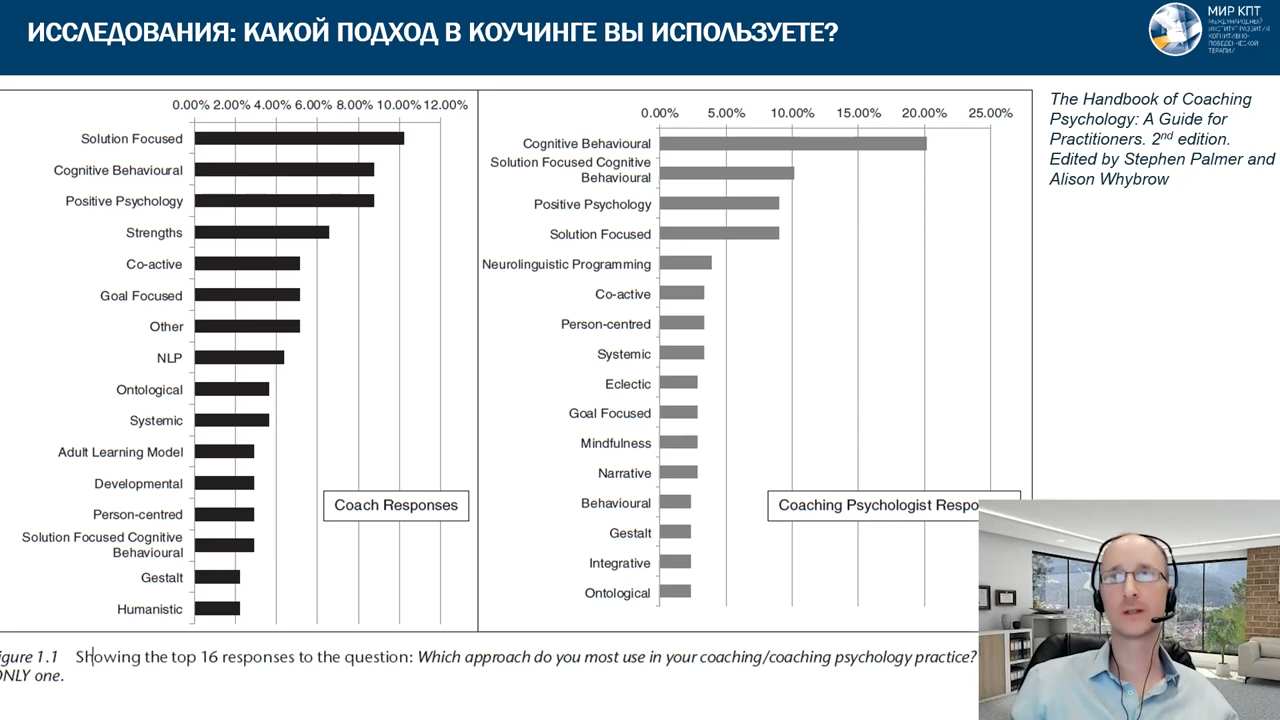 ИССЛЕДОВАНИЯ: КАКОЙ ПОДХОД В КОУЧИНГЕ ВЫ ИСПОЛЬЗУЕТЕ?
МИР КПТ
МЕЖДУНАРОДНЫЙ
ИНСТИТУТ РАЗВИТИЯ
КОГНИТИВНО-
ПОВЕДЕНЧЕСКОЙ
ТЕРАПИИ
0.00% 2.00% 4.00% 6.00% 8.00% 10.00% 12.00%
Solution Focused
Cognitive Behavioural
Positive Psychology
Strengths
Co-active
Goal Focused
Other
NLP
Ontological
Systemic
Adult Learning Model
Developmental
Person-centred
Solution Focused Cognitive
Behavioural
Gestalt
Humanistic
Coach Responses
0.00% 5.00% 10.00% 15.00% 20.00% 25.00%
Cognitive Behavioural
Solution Focused Cognitive
Behavioural
Positive Psychology
Solution Focused
Neurolinguistic Programming
Co-active
Person-centred
Systemic
Eclectic
Goal Focused
Mindfulness
Narrative
Behavioural
Gestalt
Integrative
Ontological
Coaching Psychologist Respo
The Handbook of Coaching
Psychology: A Guide for
Practitioners. 2nd edition.
Edited by Stephen Palmer and
Alison Whybrow
igure 1.1 Showing the top 16 responses to the question: Which approach do you most use in your coaching/coaching psychology practice?
ONLY one.